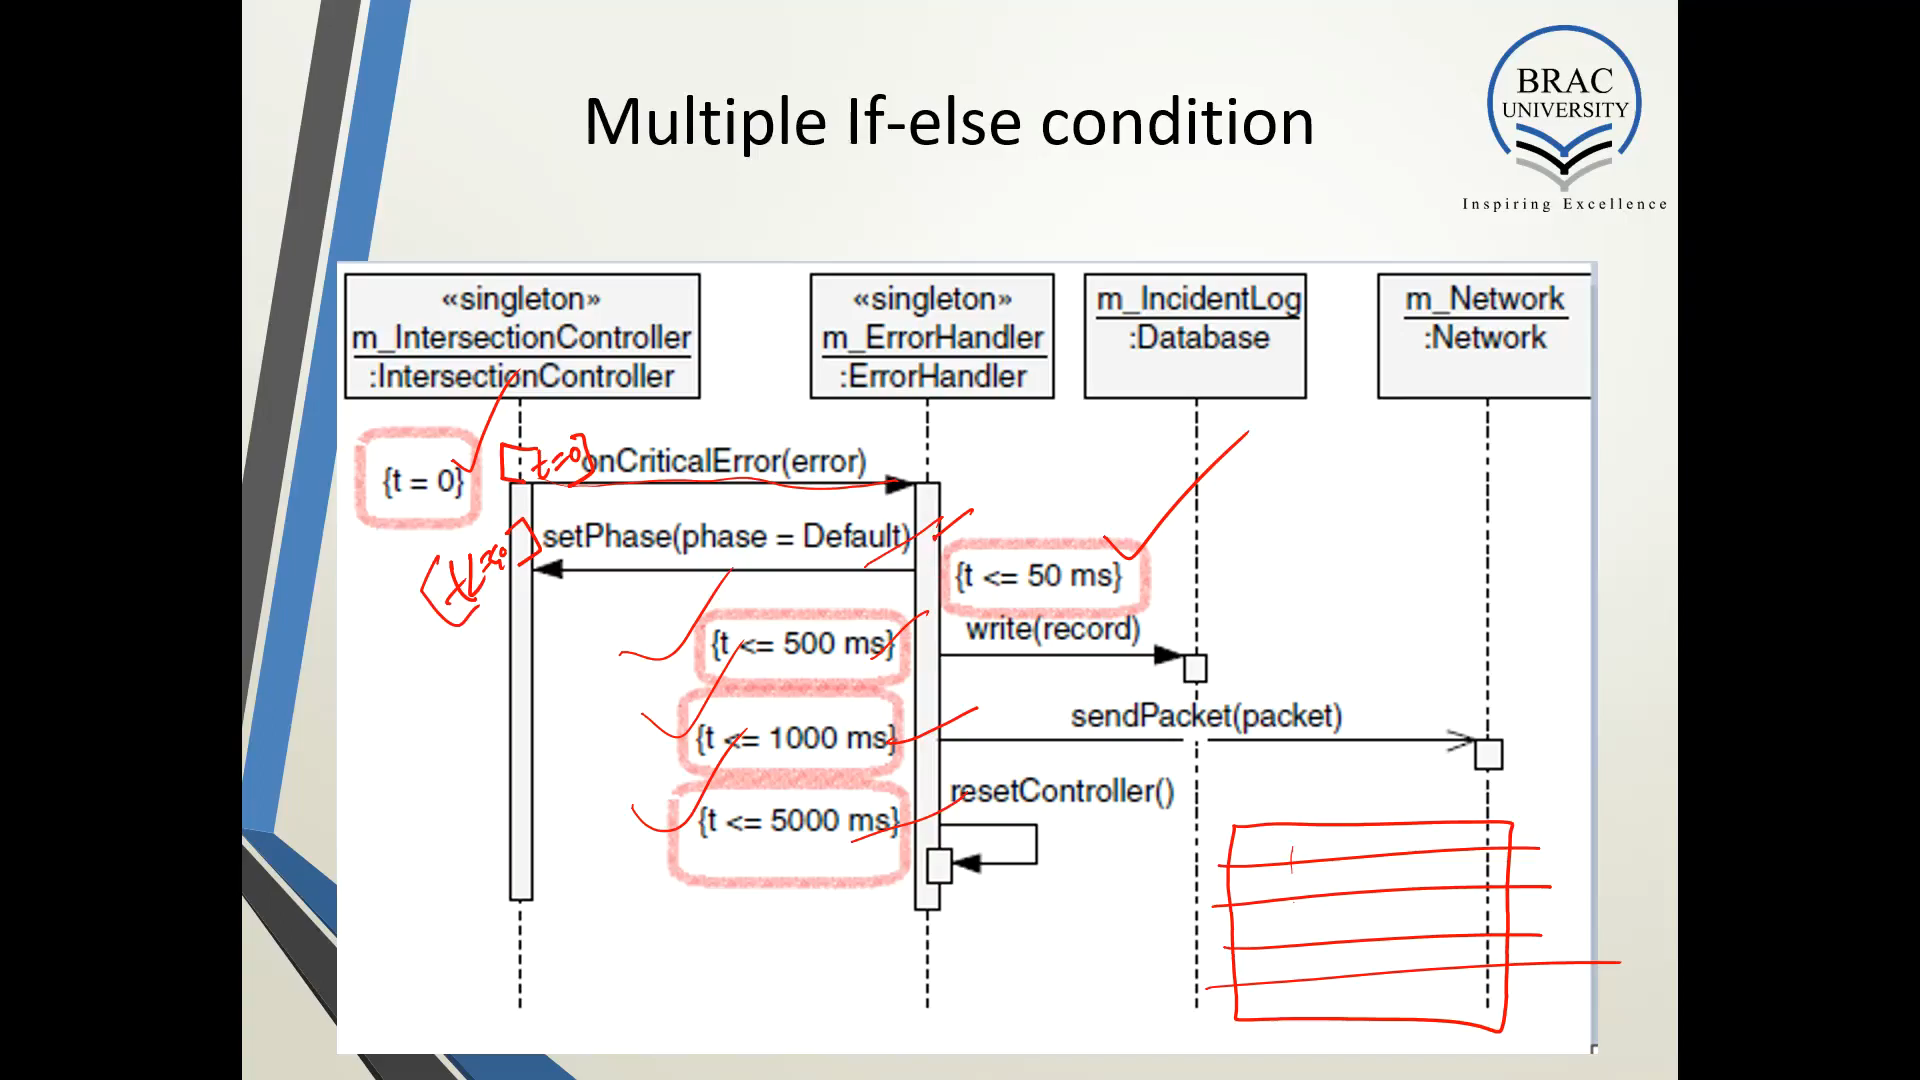 Multiple If-else condition
BRAC
UNIVERSITY
Inspiring Excellence
«singleton»
m_IntersectionController
:IntersectionController
«singleton»
m_ErrorHandler
:ErrorHandler
m_IncidentLog
:Database
m_Network
:Network
{t = 0}
[t=0]
onCriticalError(error)
setPhase(phase = Default)
{t <= 50 ms}
write(record)
{t <= 500 ms}
sendPacket(packet)
{t <= 1000 ms}
resetController()
{t <= 5000 ms}